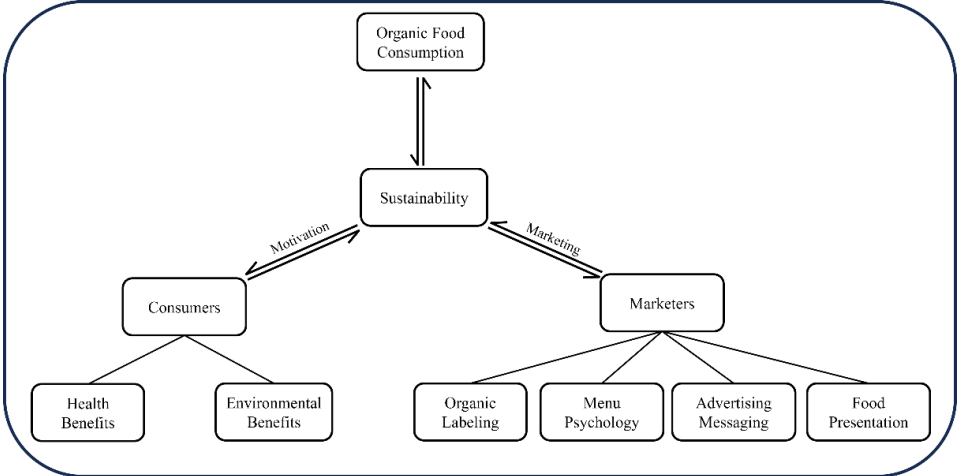 Organic Food
Consumption
Sustainability
Motivation
Marketing
Consumers
Marketers
Health
Benefits
Environmental
Benefits
Organic
Labeling
Menu
Psychology
Advertising
Messaging
Food
Presentation